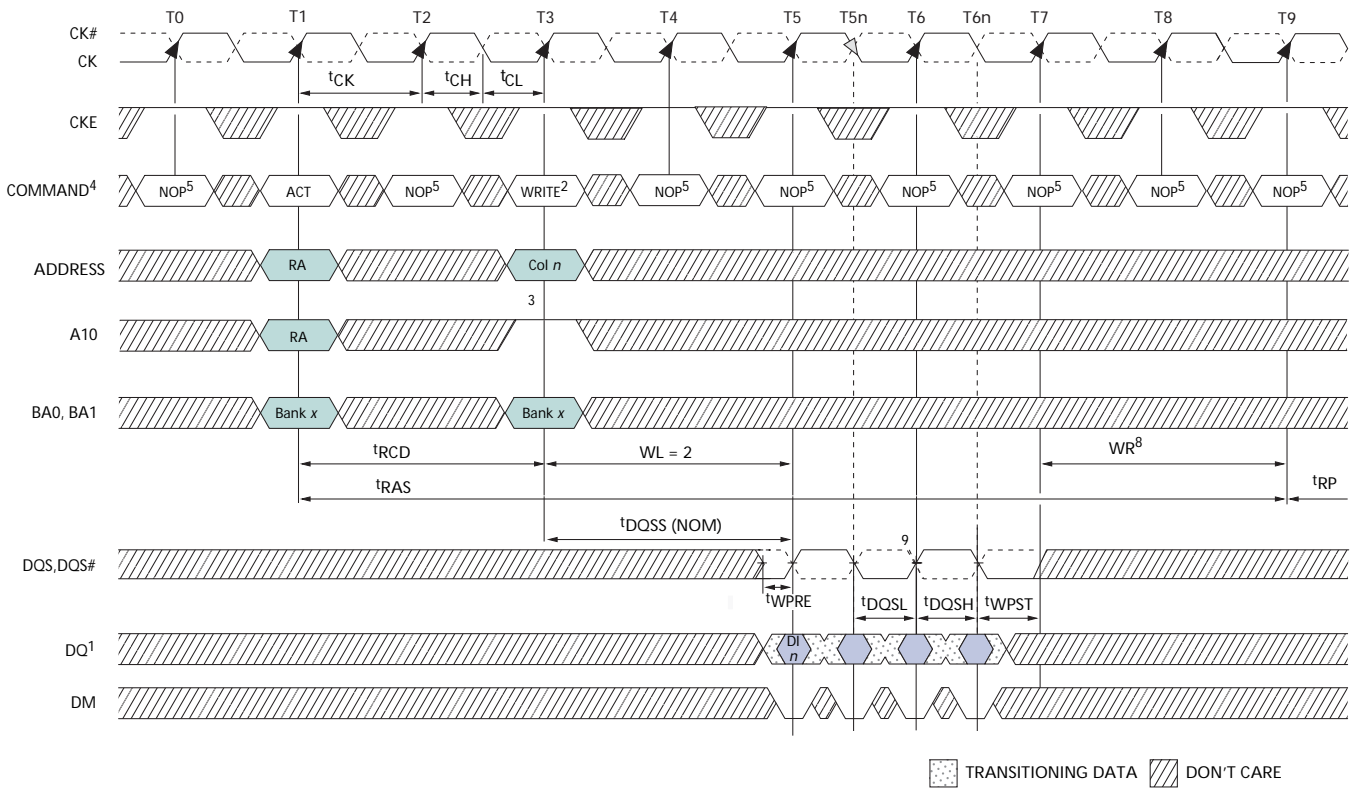 T0 T1 T2 T3 T4 T5 T5n T6 T6n T7 T8 T9
CK#
CK
tCK tCH tCL
CKE
COMMAND4 NOP5 ACT NOP5 WRITE2 NOP5 NOP5 NOP5 NOP5 NOP5 NOP5
ADDRESS RA Col n
3
A10 RA
BA0, BA1 Bank x Bank x
tRCD WL = 2 WR8
tRAS tRP
tDQSS (NOM)
9
DQS,DQS#
tWPRE tDQSL tDQSH tWPST
DQ1 DI
n
DM
TRANSITIONING DATA DON'T CARE